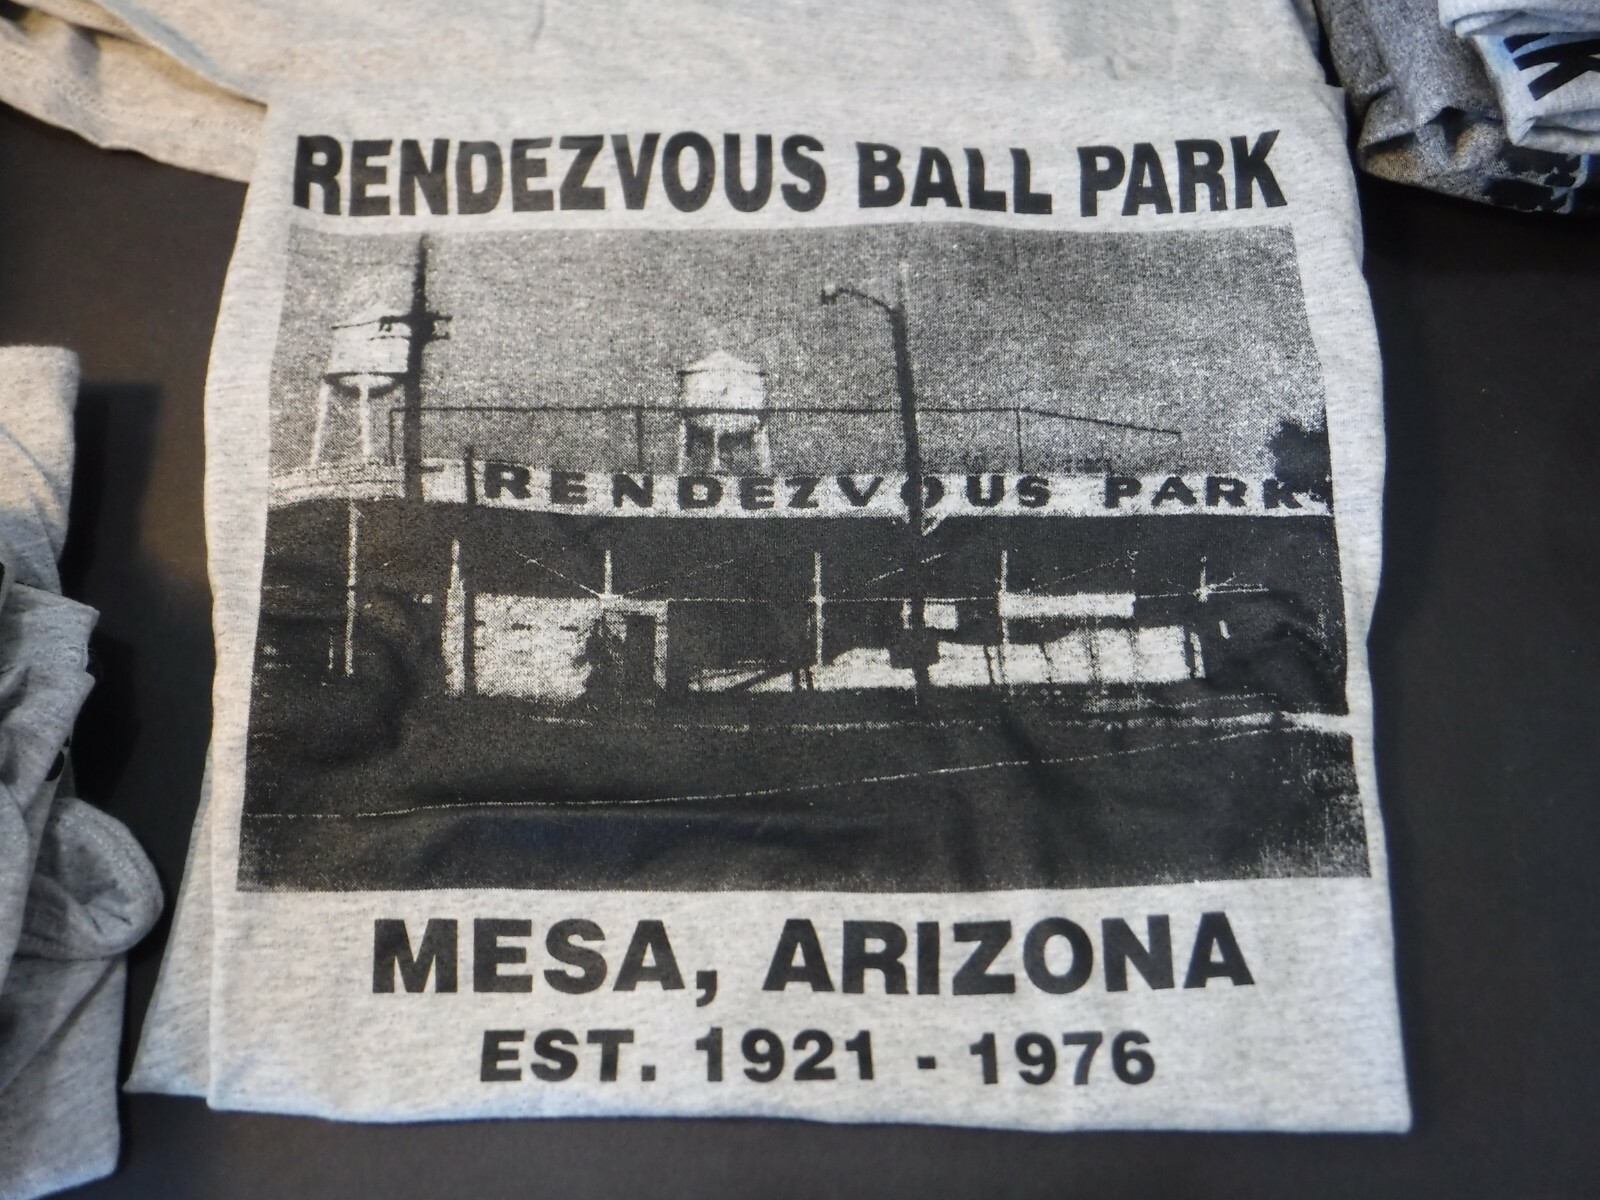 RENDEZVOUS BALL PARK
RENDEZVOUS PARK
MESA, ARIZONA
EST. 1921 - 1976